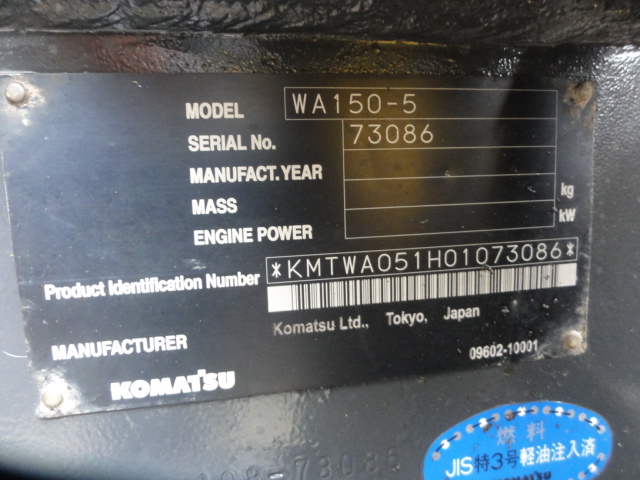 MODEL WA150-5
SERIAL No. 73086
MANUFACT. YEAR
MASS kg
ENGINE POWER kW
Product Identification Number *KMTWA051H01073086*
Komatsu Ltd., Tokyo, Japan
MANUFACTURER
09602-10001
KOMATSU
燃料
JIS特3号軽油注入済
KOMATSU
73086